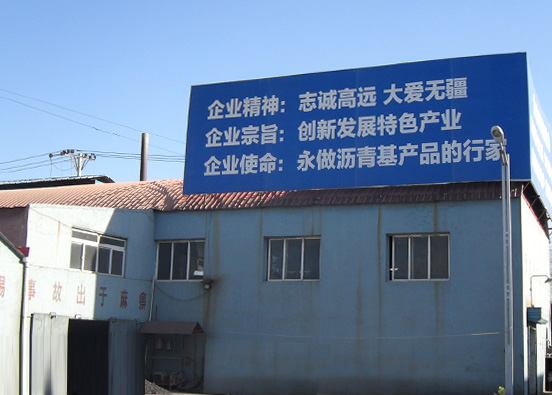 企业精神：志诚高远 大爱无疆
企业宗旨：创新发展特色产业
企业使命：永做沥青基产品的行家
事故出于麻痹